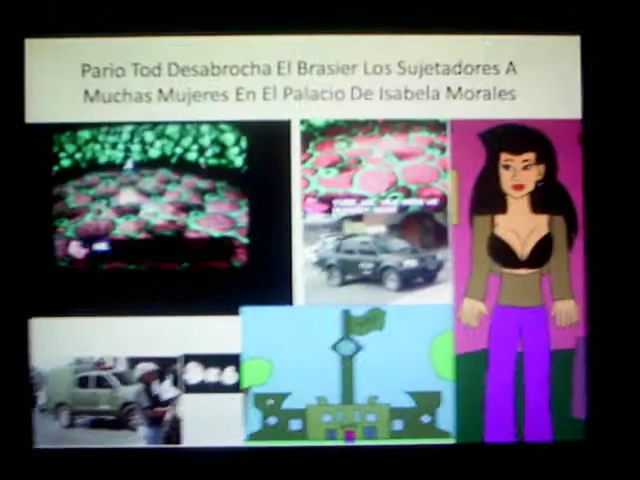 Pario Tod Desabrocha El Brasier Los Sujetadores A
Muchas Mujeres En El Palacio De Isabela Morales